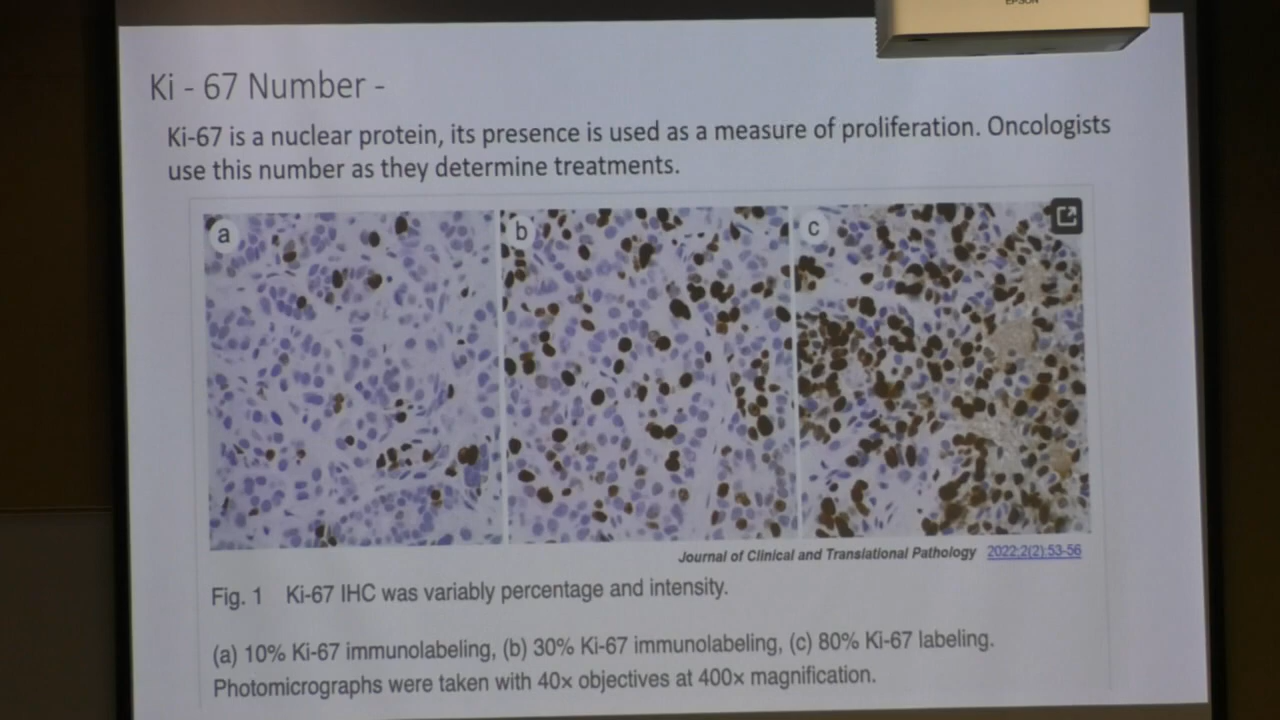 EPSON
Ki - 67 Number -
Ki-67 is a nuclear protein, its presence is used as a measure of proliferation. Oncologists
use this number as they determine treatments.
a b c
Journal of Clinical and Translational Pathology 2022;2(2):53-56
Fig. 1 Ki-67 IHC was variably percentage and intensity.
(a) 10% Ki-67 immunolabeling, (b) 30% Ki-67 immunolabeling, (c) 80% Ki-67 labeling.
Photomicrographs were taken with 40x objectives at 400x magnification.